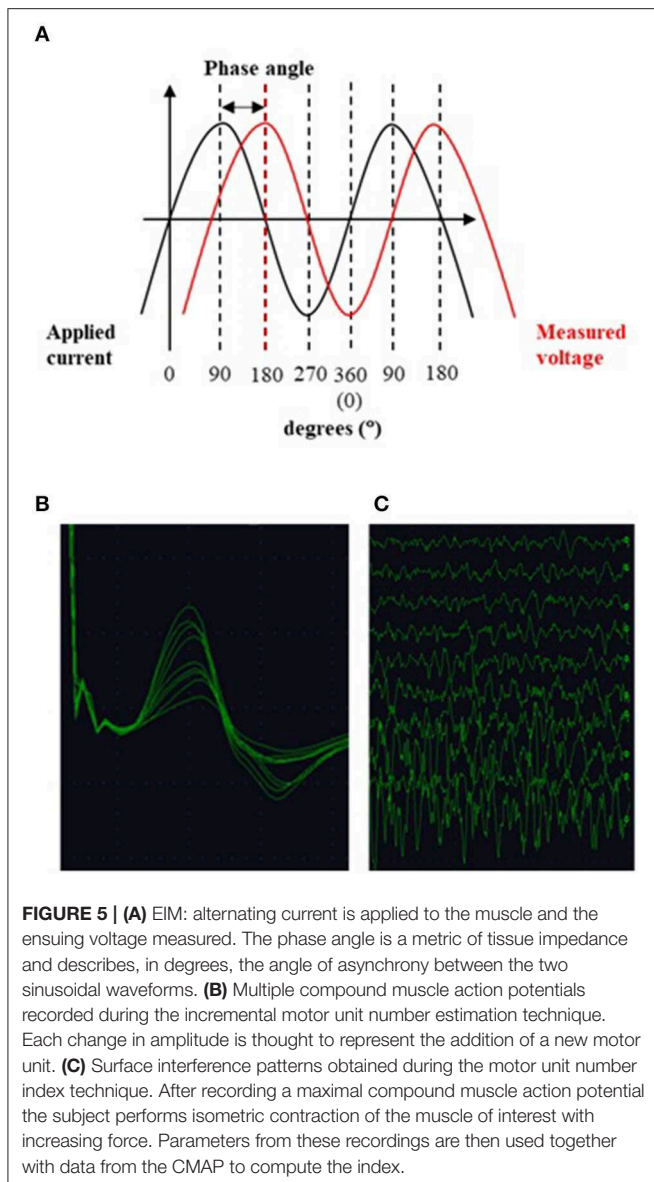 A
Phase angle
Applied
current
Measured
voltage
0 90 180 270 360 90 180
(0)
degrees (º)
B
C
FIGURE 5 | (A) EIM: alternating current is applied to the muscle and the
ensuing voltage measured. The phase angle is a metric of tissue impedance
and describes, in degrees, the angle of asynchrony between the two
sinusoidal waveforms. (B) Multiple compound muscle action potentials
recorded during the incremental motor unit number estimation technique.
Each change in amplitude is thought to represent the addition of a new motor
unit. (C) Surface interference patterns obtained during the motor unit number
index technique. After recording a maximal compound muscle action potential
the subject performs isometric contraction of the muscle of interest with
increasing force. Parameters from these recordings are then used together
with data from the CMAP to compute the index.